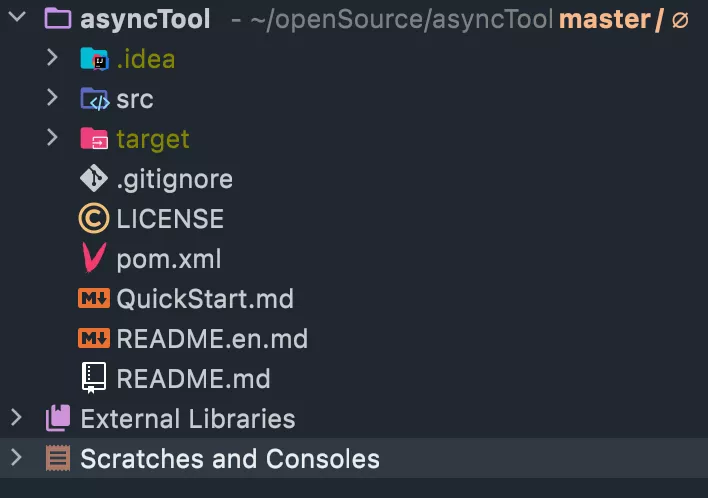 asyncTool - ~/openSource/asyncTool master / ∅
.idea
src
target
.gitignore
LICENSE
pom.xml
QuickStart.md
README.en.md
README.md
External Libraries
Scratches and Consoles